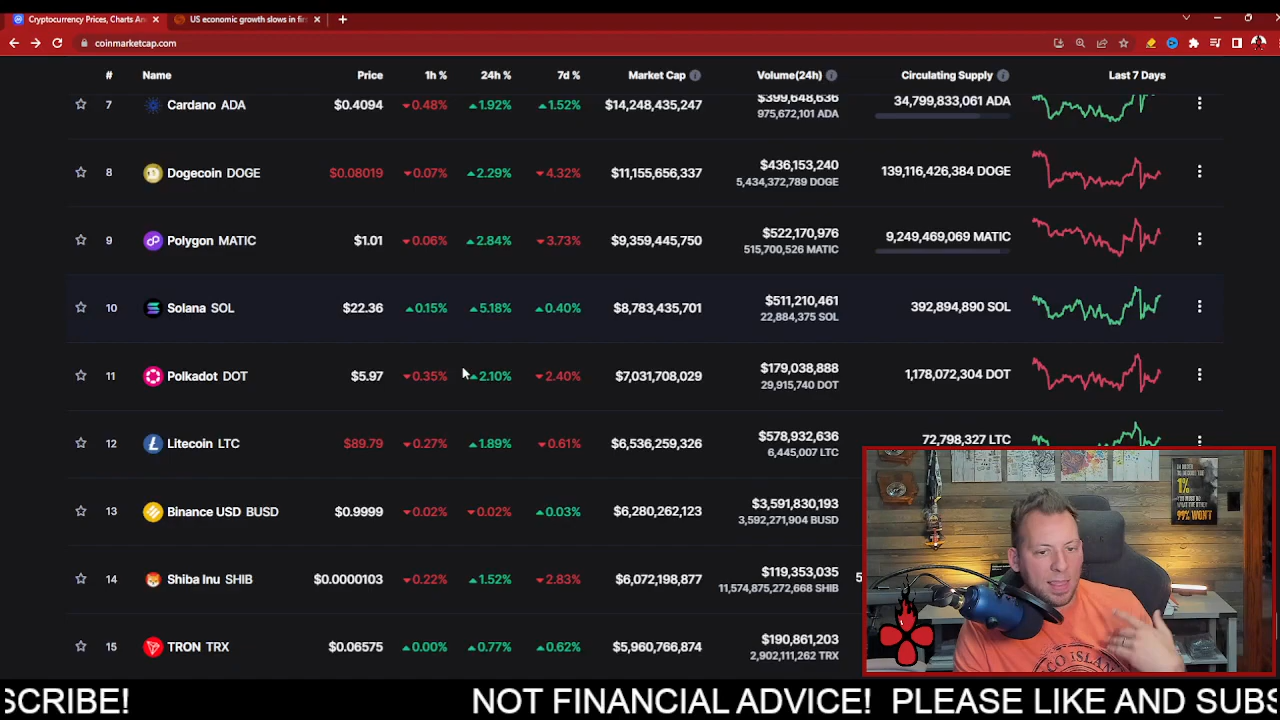 Cryptocurrency Prices, Charts An
US economic growth slows in firs
coinmarketcap.com
# Name Price 1h % 24h % 7d % Market Cap Volume(24h) Circulating Supply Last 7 Days
7 Cardano ADA $0.4094 0.48% 1.92% 1.52% $14,248,435,247 $399,648,636 34,799,833,061 ADA
975,672,101 ADA
8 Dogecoin DOGE $0.08019 0.07% 2.29% 4.32% $11,155,656,337 $436,153,240 139,116,426,384 DOGE
5,434,372,789 DOGE
9 Polygon MATIC $1.01 0.06% 2.84% 3.73% $9,359,445,750 $522,170,976 9,249,469,069 MATIC
515,700,526 MATIC
10 Solana SOL $22.36 0.15% 5.18% 0.40% $8,783,435,701 $511,210,461 392,894,890 SOL
22,884,375 SOL
11 Polkadot DOT $5.97 0.35% 2.10% 2.40% $7,031,708,029 $179,038,888 1,178,072,304 DOT
29,915,740 DOT
12 Litecoin LTC $89.79 0.27% 1.89% 0.61% $6,536,259,326 $578,932,636 72,798,327 LTC
6,445,007 LTC
13 Binance USD BUSD $0.9999 0.02% 0.02% 0.03% $6,280,262,123 $3,591,830,193
3,592,271,904 BUSD
14 Shiba Inu SHIB $0.0000103 0.22% 1.52% 2.83% $6,072,198,877 $119,353,035 5
11,574,875,272,668 SHIB
15 TRON TRX $0.06575 0.00% 0.77% 0.62% $5,960,766,874 $190,861,203
2,902,111,262 TRX
1%
99% WON'T
CO ISLAN
SCRIBE! NOT FINANCIAL ADVICE! PLEASE LIKE AND SUBS